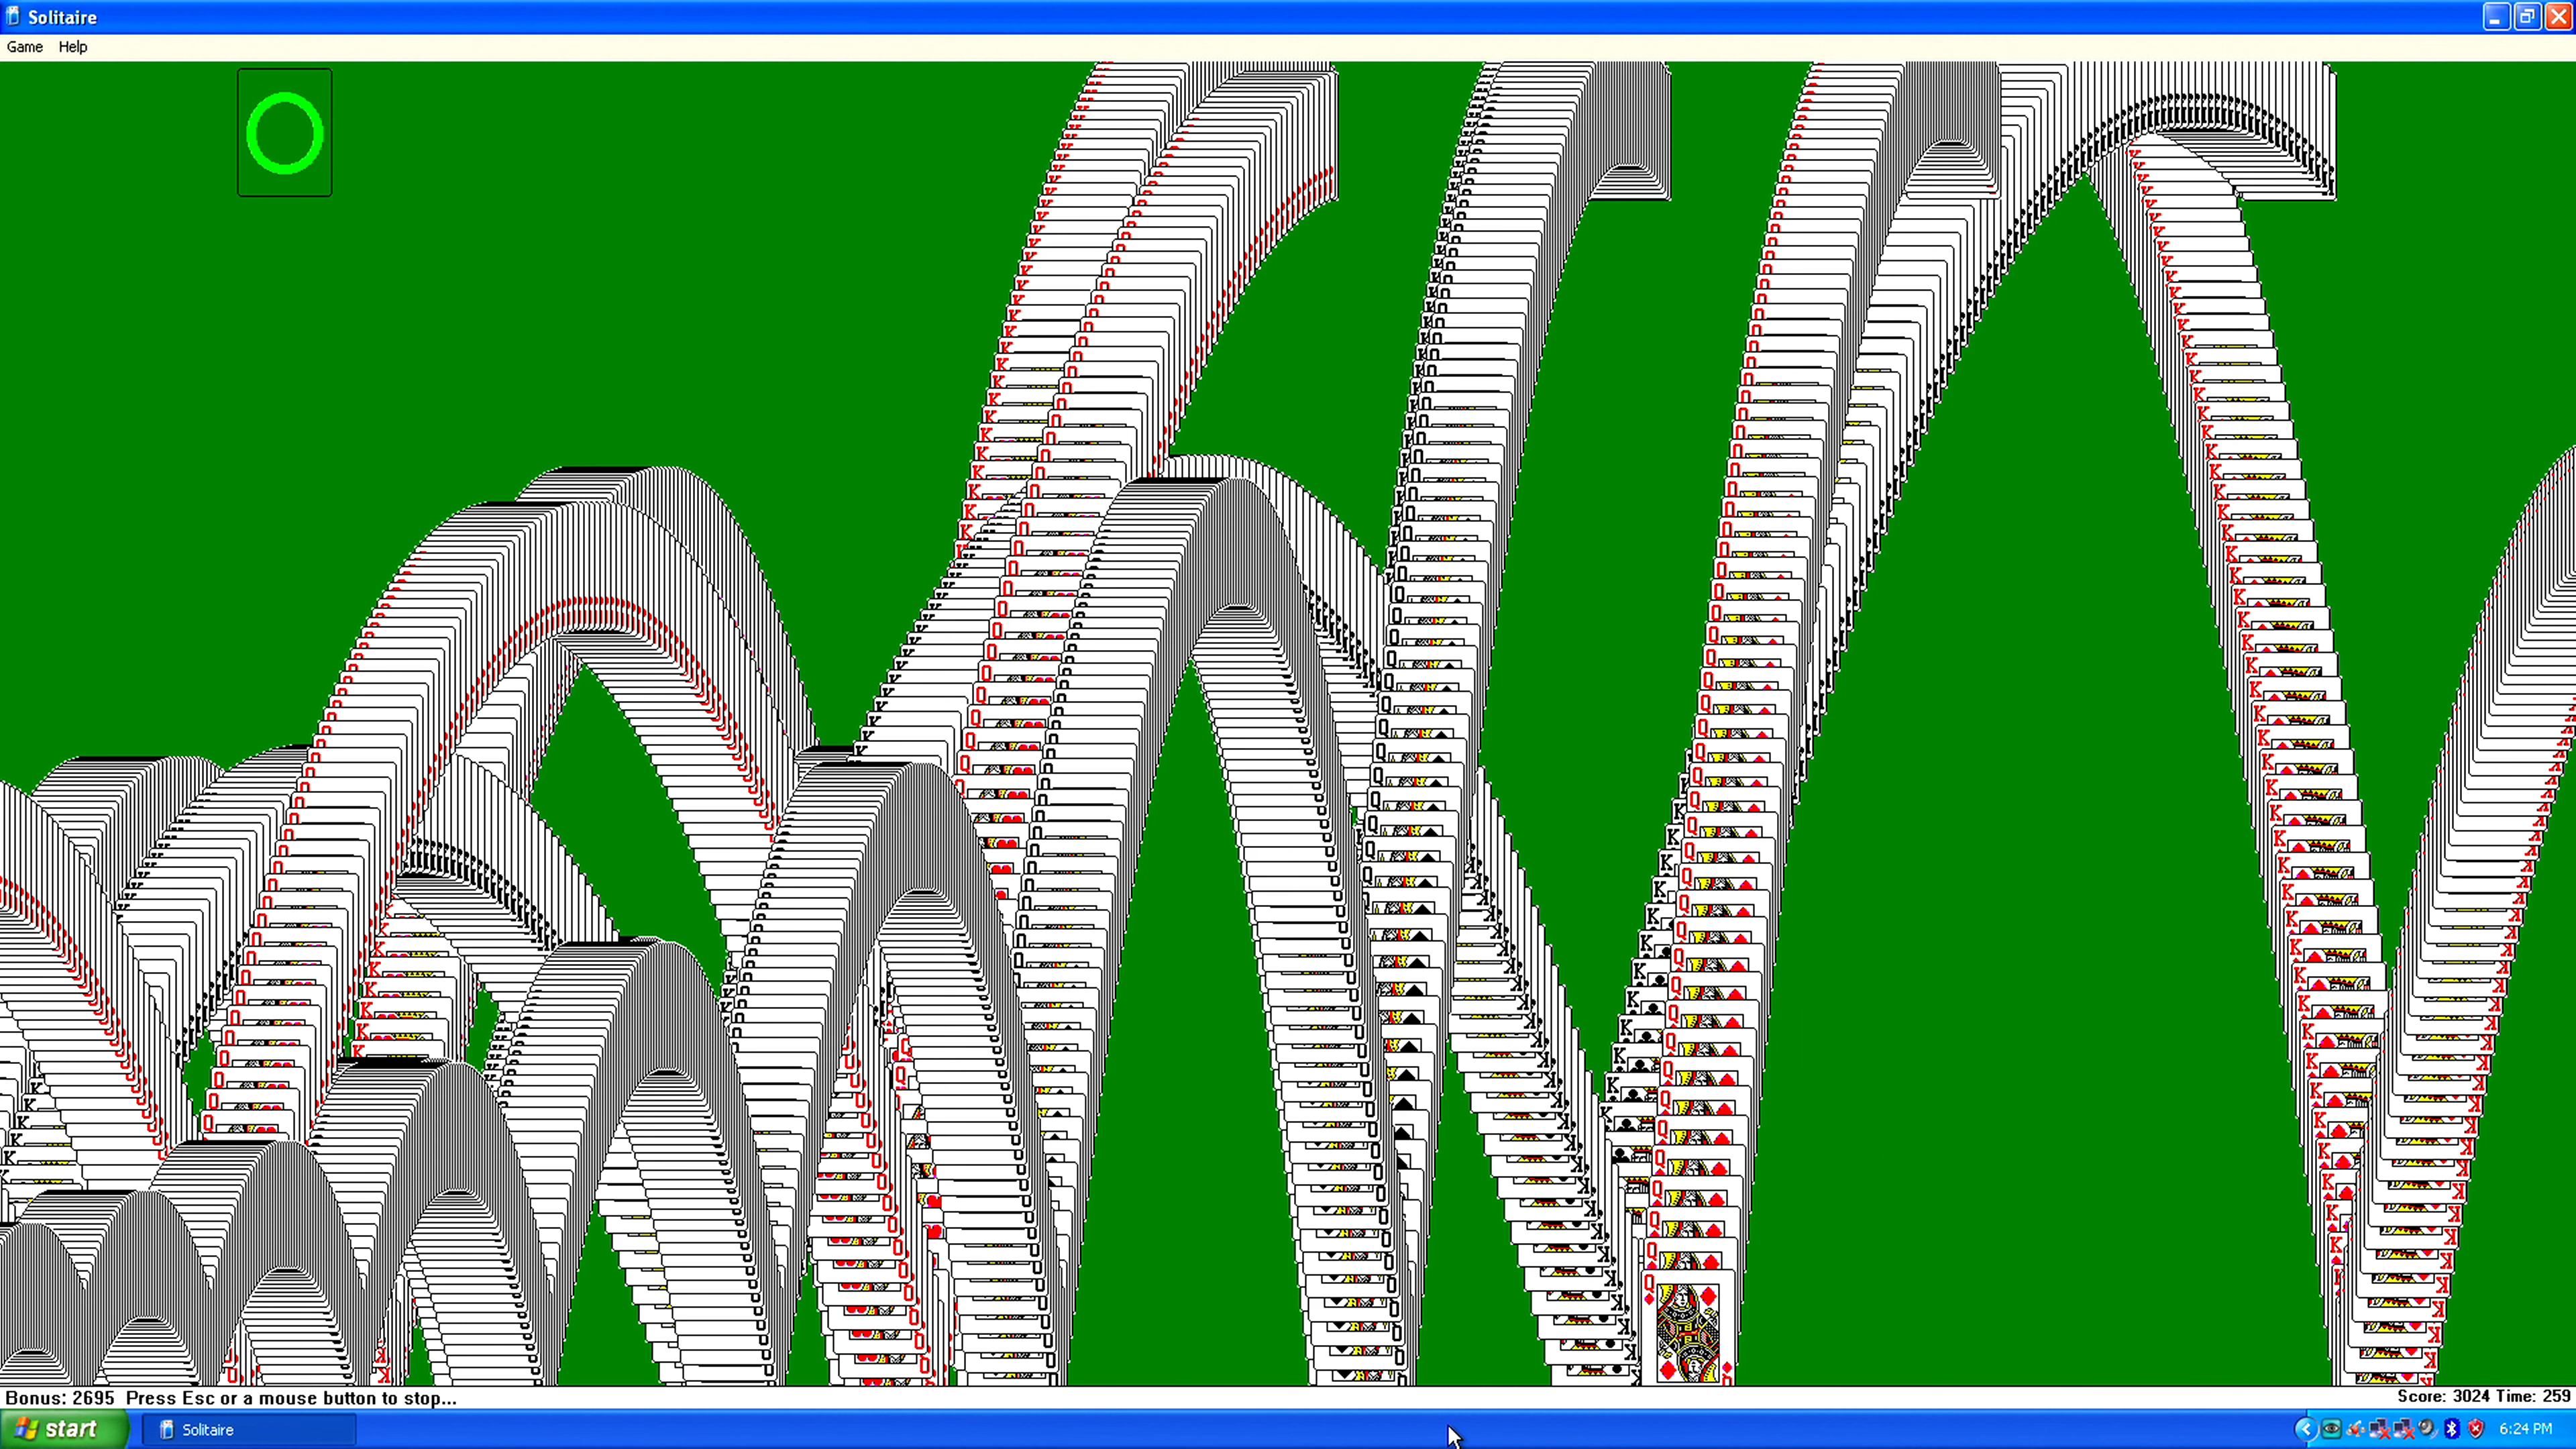 Solitaire
Game Help
Q
Bonus: 2695 Press Esc or a mouse button to stop...
Score: 3024 Time: 259
start
Solitaire
6:24 PM